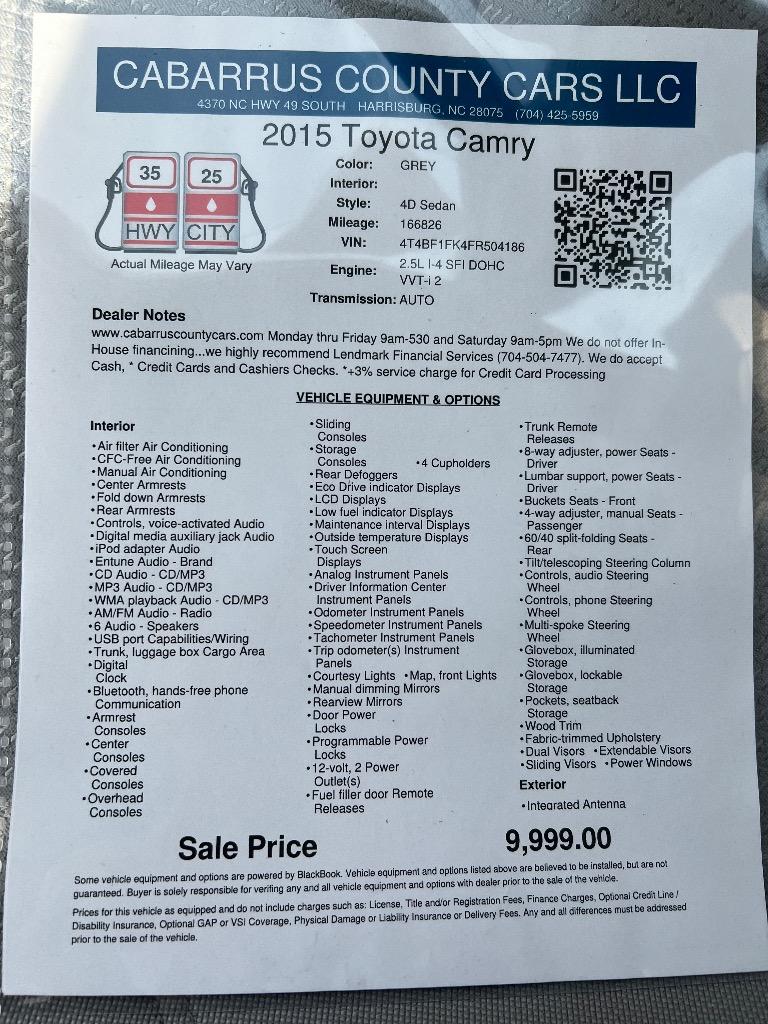 CABARRUS COUNTY CARS LLC
4370 NC HWY 49 SOUTH HARRISBURG, NC 28075 (704) 425-5959
2015 Toyota Camry
35 25
HWY CITY
Actual Mileage May Vary
Color: GREY
Interior:
Style: 4D Sedan
Mileage: 166826
VIN: 4T4BF1FK4FR504186
Engine: 2.5L I-4 SFI DOHC
VVT-i 2
Transmission: AUTO
Dealer Notes
www.cabarruscountycars.com Monday thru Friday 9am-530 and Saturday 9am-5pm We do not offer In-
House financining...we highly recommend Lendmark Financial Services (704-504-7477). We do accept
Cash, * Credit Cards and Cashiers Checks. *+3% service charge for Credit Card Processing
VEHICLE EQUIPMENT & OPTIONS
Interior
•Air filter Air Conditioning
•CFC-Free Air Conditioning
•Manual Air Conditioning
•Center Armrests
•Fold down Armrests
•Rear Armrests
•Controls, voice-activated Audio
•Digital media auxiliary jack Audio
•iPod adapter Audio
•Entune Audio - Brand
•CD Audio - CD/MP3
•MP3 Audio - CD/MP3
•WMA playback Audio - CD/MP3
•AM/FM Audio - Radio
•6 Audio - Speakers
•USB port Capabilities/Wiring
•Trunk, luggage box Cargo Area
•Digital
Clock
•Bluetooth, hands-free phone
Communication
•Armrest
Consoles
•Center
Consoles
•Covered
Consoles
•Overhead
Consoles
•Sliding
Consoles
•Storage
Consoles •4 Cupholders
•Rear Defoggers
•Eco Drive indicator Displays
•LCD Displays
•Low fuel indicator Displays
•Maintenance interval Displays
•Outside temperature Displays
•Touch Screen
Displays
•Analog Instrument Panels
•Driver Information Center
Instrument Panels
•Odometer Instrument Panels
•Speedometer Instrument Panels
•Tachometer Instrument Panels
•Trip odometer(s) Instrument
Panels
•Courtesy Lights •Map, front Lights
•Manual dimming Mirrors
•Rearview Mirrors
•Door Power
Locks
•Programmable Power
Locks
•12-volt, 2 Power
Outlet(s)
•Fuel filler door Remote
Releases
•Trunk Remote
Releases
•8-way adjuster, power Seats -
Driver
•Lumbar support, power Seats -
Driver
•Buckets Seats - Front
•4-way adjuster, manual Seats -
Passenger
•60/40 split-folding Seats -
Rear
•Tilt/telescoping Steering Column
•Controls, audio Steering
Wheel
•Controls, phone Steering
Wheel
•Multi-spoke Steering
Wheel
•Glovebox, illuminated
Storage
•Glovebox, lockable
Storage
•Pockets, seatback
Storage
•Wood Trim
•Fabric-trimmed Upholstery
•Dual Visors •Extendable Visors
•Sliding Visors •Power Windows
Exterior
•Integrated Antenna
Sale Price 9,999.00
Some vehicle equipment and options are powered by BlackBook. Vehicle equipment and options listed above are believed to be installed, but are not
guaranteed. Buyer is solely responsible for verifing any and all vehicle equipment and options with dealer prior to the sale of the vehicle.
Prices for this vehicle as equipped and do not include charges such as: License, Title and/or Registration Fees, Finance Charges, Optional Credit Line /
Disability Insurance, Optional GAP or VSI Coverage, Physical Damage or Liability Insurance or Delivery Fees. Any and all differences must be addressed
prior to the sale of the vehicle.